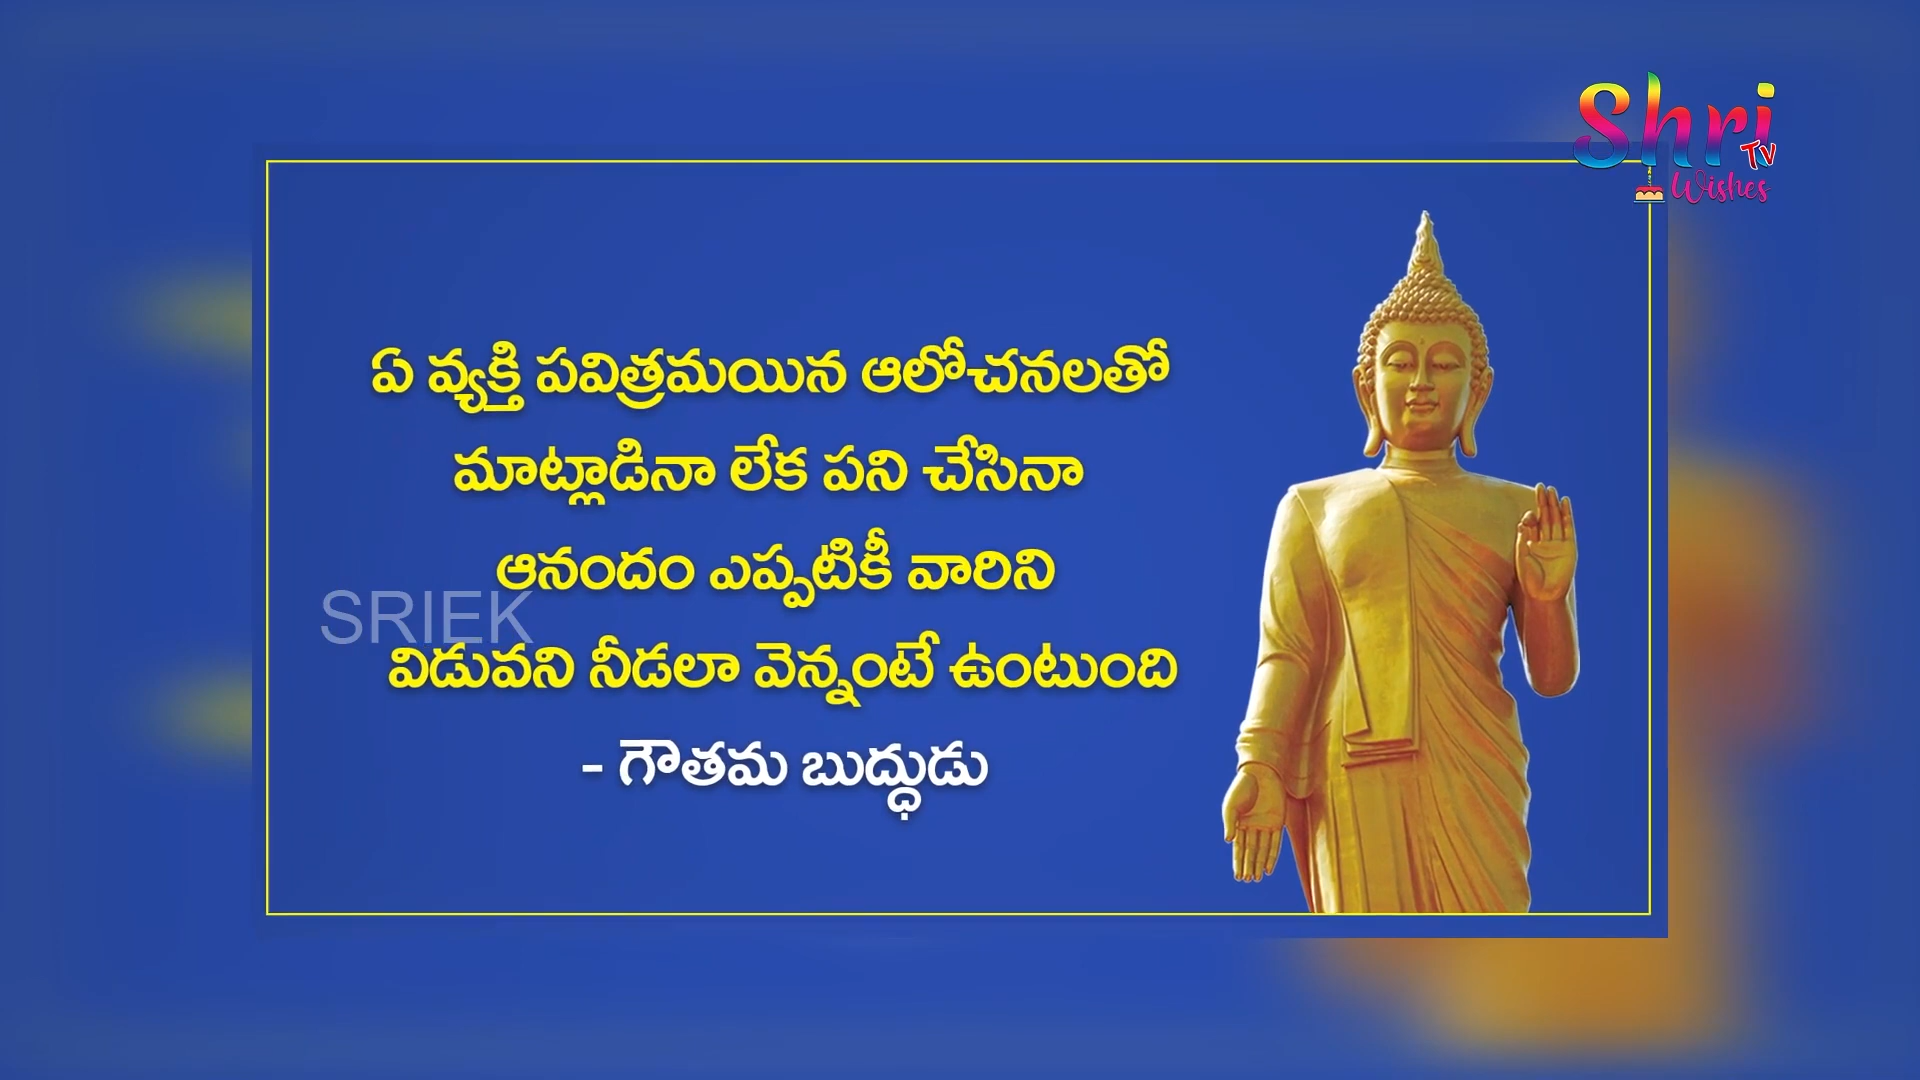 Shri
TV
Wishes
ఏ వ్యక్తి పవిత్రమయిన ఆలోచనలతో
మాట్లాడినా లేక పని చేసినా
ఆనందం ఎప్పటికీ వారిని
SRIEK
విడువని నీడలా వెన్నంటే ఉంటుంది
- గౌతమ బుద్ధుడు